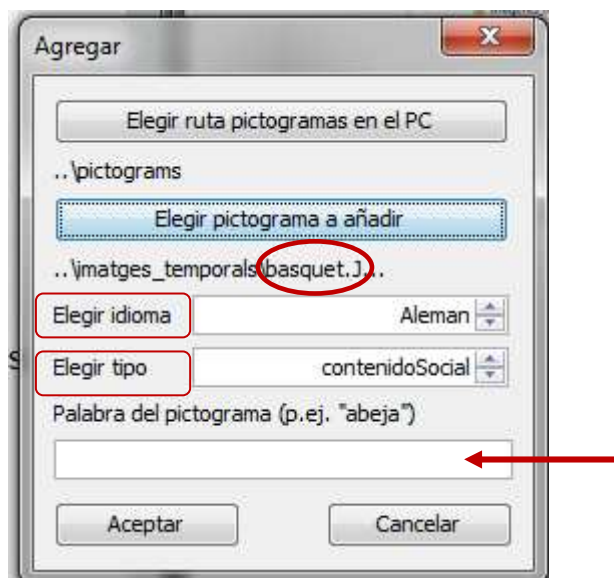 Agregar
Elegir ruta pictogramas en el PC
..\pictograms
Elegir pictograma a añadir
..\imatges_temporals\basquet.J...
Elegir idioma Aleman
Elegir tipo contenidoSocial
Palabra del pictograma (p.ej. "abeja")
Aceptar Cancelar